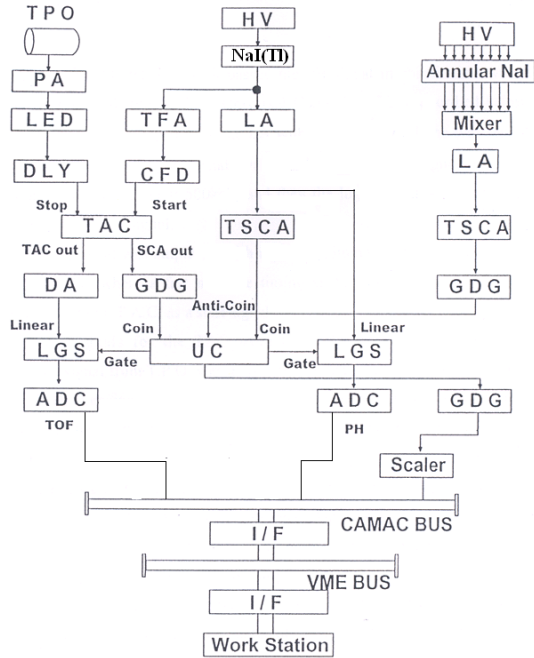 T P O
H V
H V
NaI(Tl)
Annular NaI
P A
L E D
T F A
L A
Mixer
D L Y
C F D
L A
Stop
Start
T A C
T S C A
T S C A
TAC out
SCA out
D A
G D G
G D G
Anti-Coin
Linear
Coin
Coin
Linear
L G S
U C
L G S
Gate
Gate
A D C
A D C
G D G
TOF
PH
Scaler
CAMAC BUS
I / F
VME BUS
I / F
Work Station